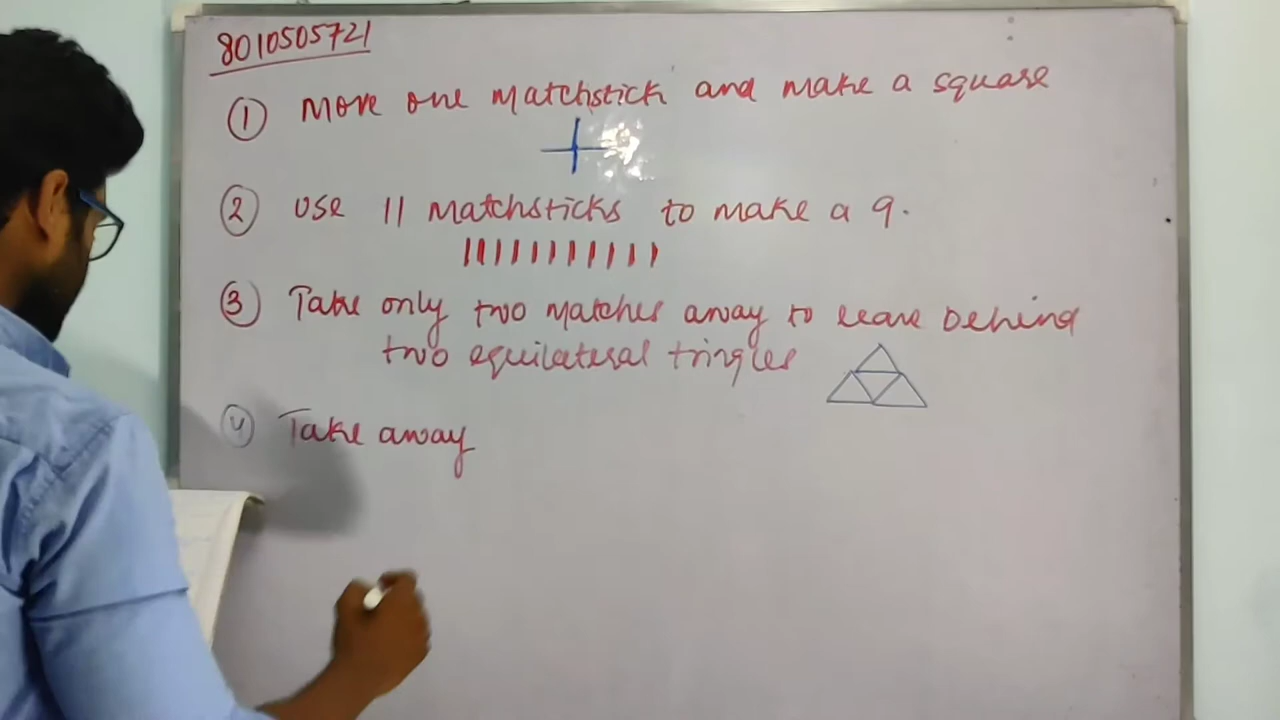 8010505721
① Move one matchstick and make a square
② Use 11 matchsticks to make a 9.
③ Take only two matches away to leave behind
two equilateral tringles
④ Take away